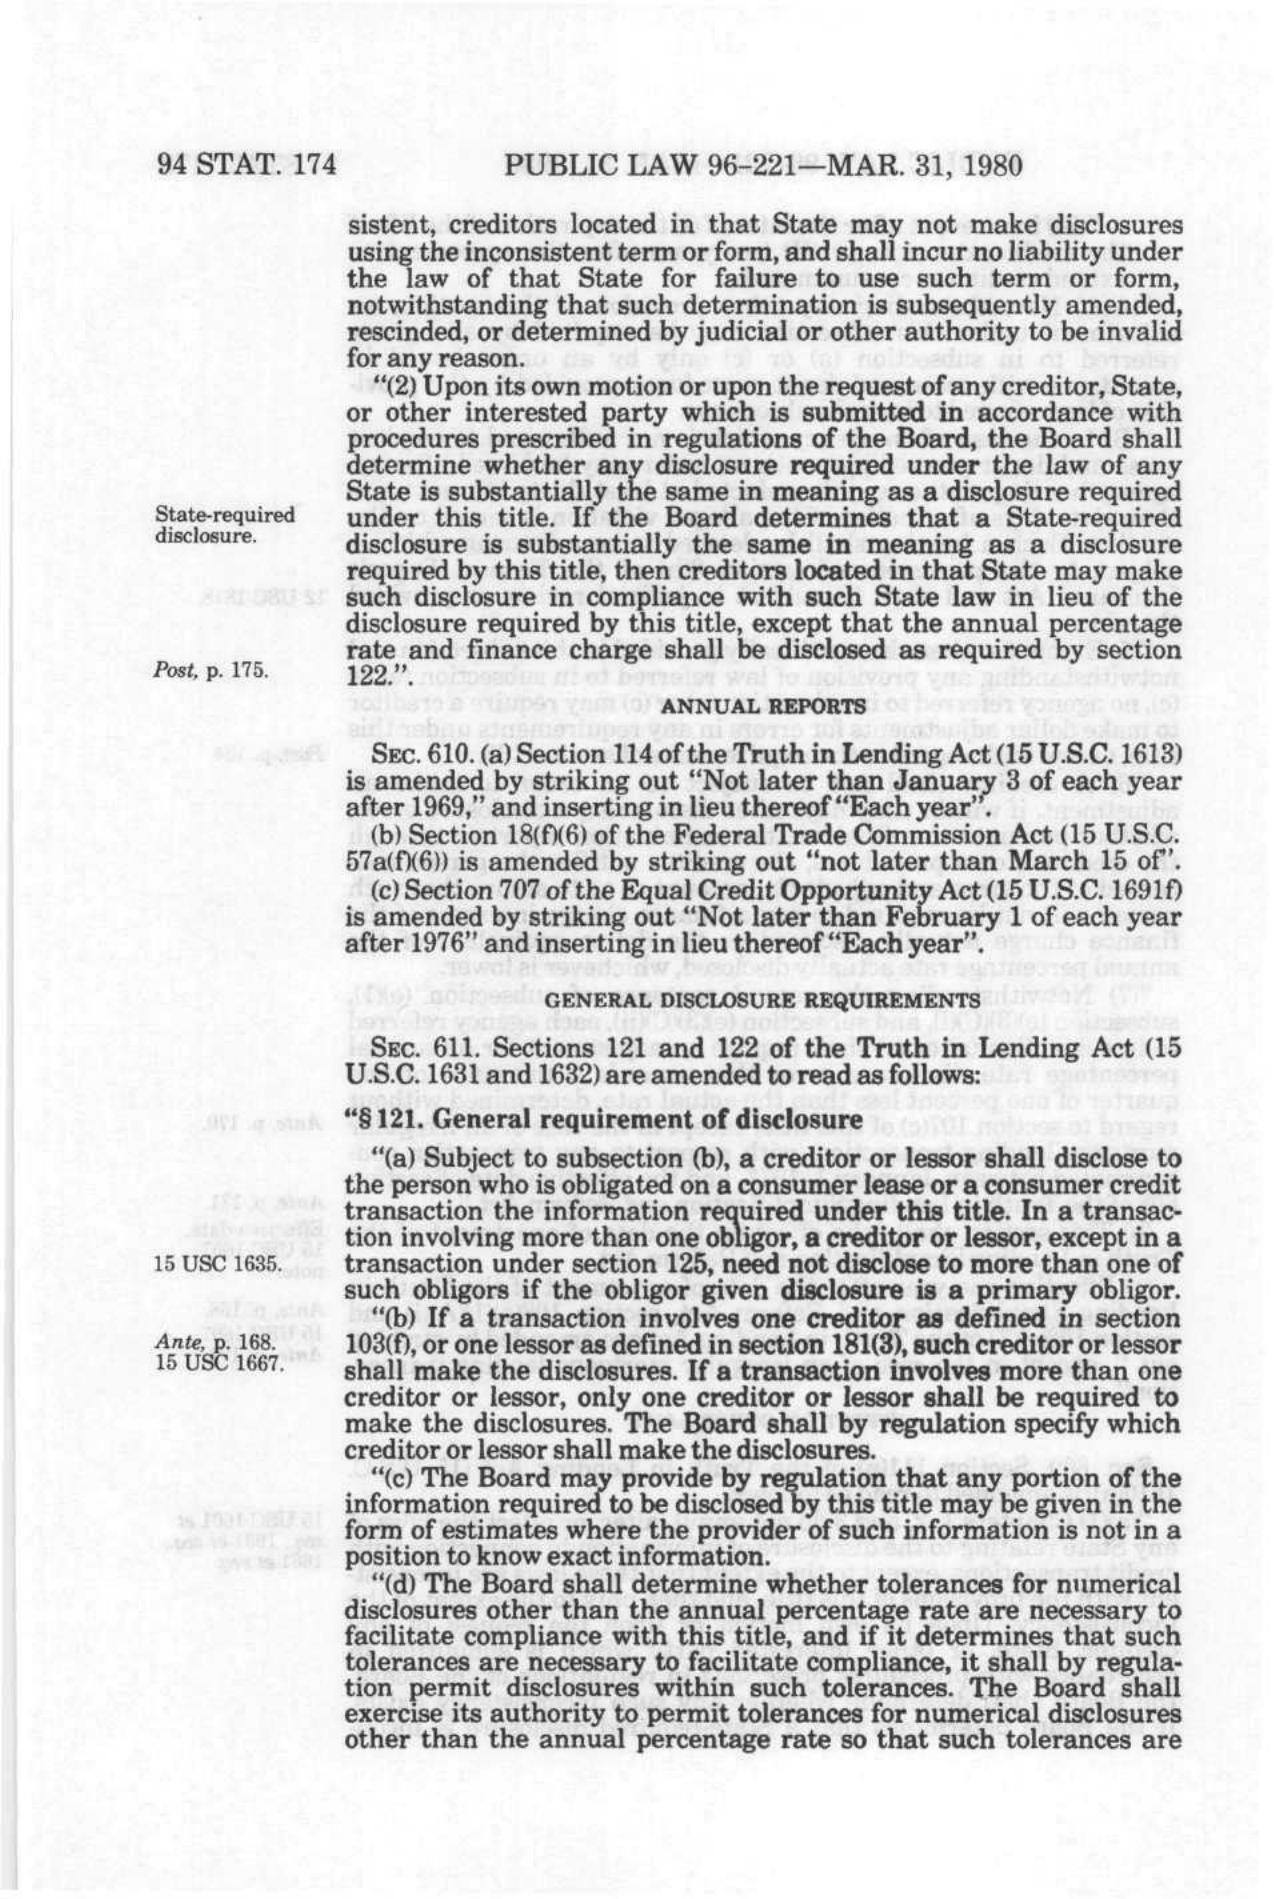 94 STAT. 174 PUBLIC LAW 96-221—MAR. 31, 1980
sistent, creditors located in that State may not make disclosures
using the inconsistent term or form, and shall incur no liability under
the law of that State for failure to use such term or form,
notwithstanding that such determination is subsequently amended,
rescinded, or determined by judicial or other authority to be invalid
for any reason.
"(2) Upon its own motion or upon the request of any creditor, State,
or other interested party which is submitted in accordance with
procedures prescribed in regulations of the Board, the Board shall
determine whether any disclosure required under the law of any
State is substantially the same in meaning as a disclosure required
State-required
disclosure.
under this title. If the Board determines that a State-required
disclosure is substantially the same in meaning as a disclosure
required by this title, then creditors located in that State may make
such disclosure in compliance with such State law in lieu of the
disclosure required by this title, except that the annual percentage
rate and finance charge shall be disclosed as required by section
Post, p. 175.
122.".
ANNUAL REPORTS
SEC. 610. (a) Section 114 of the Truth in Lending Act (15 U.S.C. 1613)
is amended by striking out "Not later than January 3 of each year
after 1969," and inserting in lieu thereof "Each year".
(b) Section 18(f)(6) of the Federal Trade Commission Act (15 U.S.C.
57a(f)(6)) is amended by striking out "not later than March 15 of".
(c) Section 707 of the Equal Credit Opportunity Act (15 U.S.C. 1691f)
is amended by striking out "Not later than February 1 of each year
after 1976" and inserting in lieu thereof "Each year".
GENERAL DISCLOSURE REQUIREMENTS
SEC. 611. Sections 121 and 122 of the Truth in Lending Act (15
U.S.C. 1631 and 1632) are amended to read as follows:
"§ 121. General requirement of disclosure
"(a) Subject to subsection (b), a creditor or lessor shall disclose to
the person who is obligated on a consumer lease or a consumer credit
transaction the information required under this title. In a transac-
tion involving more than one obligor, a creditor or lessor, except in a
15 USC 1635.
transaction under section 125, need not disclose to more than one of
such obligors if the obligor given disclosure is a primary obligor.
"(b) If a transaction involves one creditor as defined in section
Ante, p. 168.
15 USC 1667.
103(f), or one lessor as defined in section 181(3), such creditor or lessor
shall make the disclosures. If a transaction involves more than one
creditor or lessor, only one creditor or lessor shall be required to
make the disclosures. The Board shall by regulation specify which
creditor or lessor shall make the disclosures.
"(c) The Board may provide by regulation that any portion of the
information required to be disclosed by this title may be given in the
form of estimates where the provider of such information is not in a
position to know exact information.
"(d) The Board shall determine whether tolerances for numerical
disclosures other than the annual percentage rate are necessary to
facilitate compliance with this title, and if it determines that such
tolerances are necessary to facilitate compliance, it shall by regula-
tion permit disclosures within such tolerances. The Board shall
exercise its authority to permit tolerances for numerical disclosures
other than the annual percentage rate so that such tolerances are